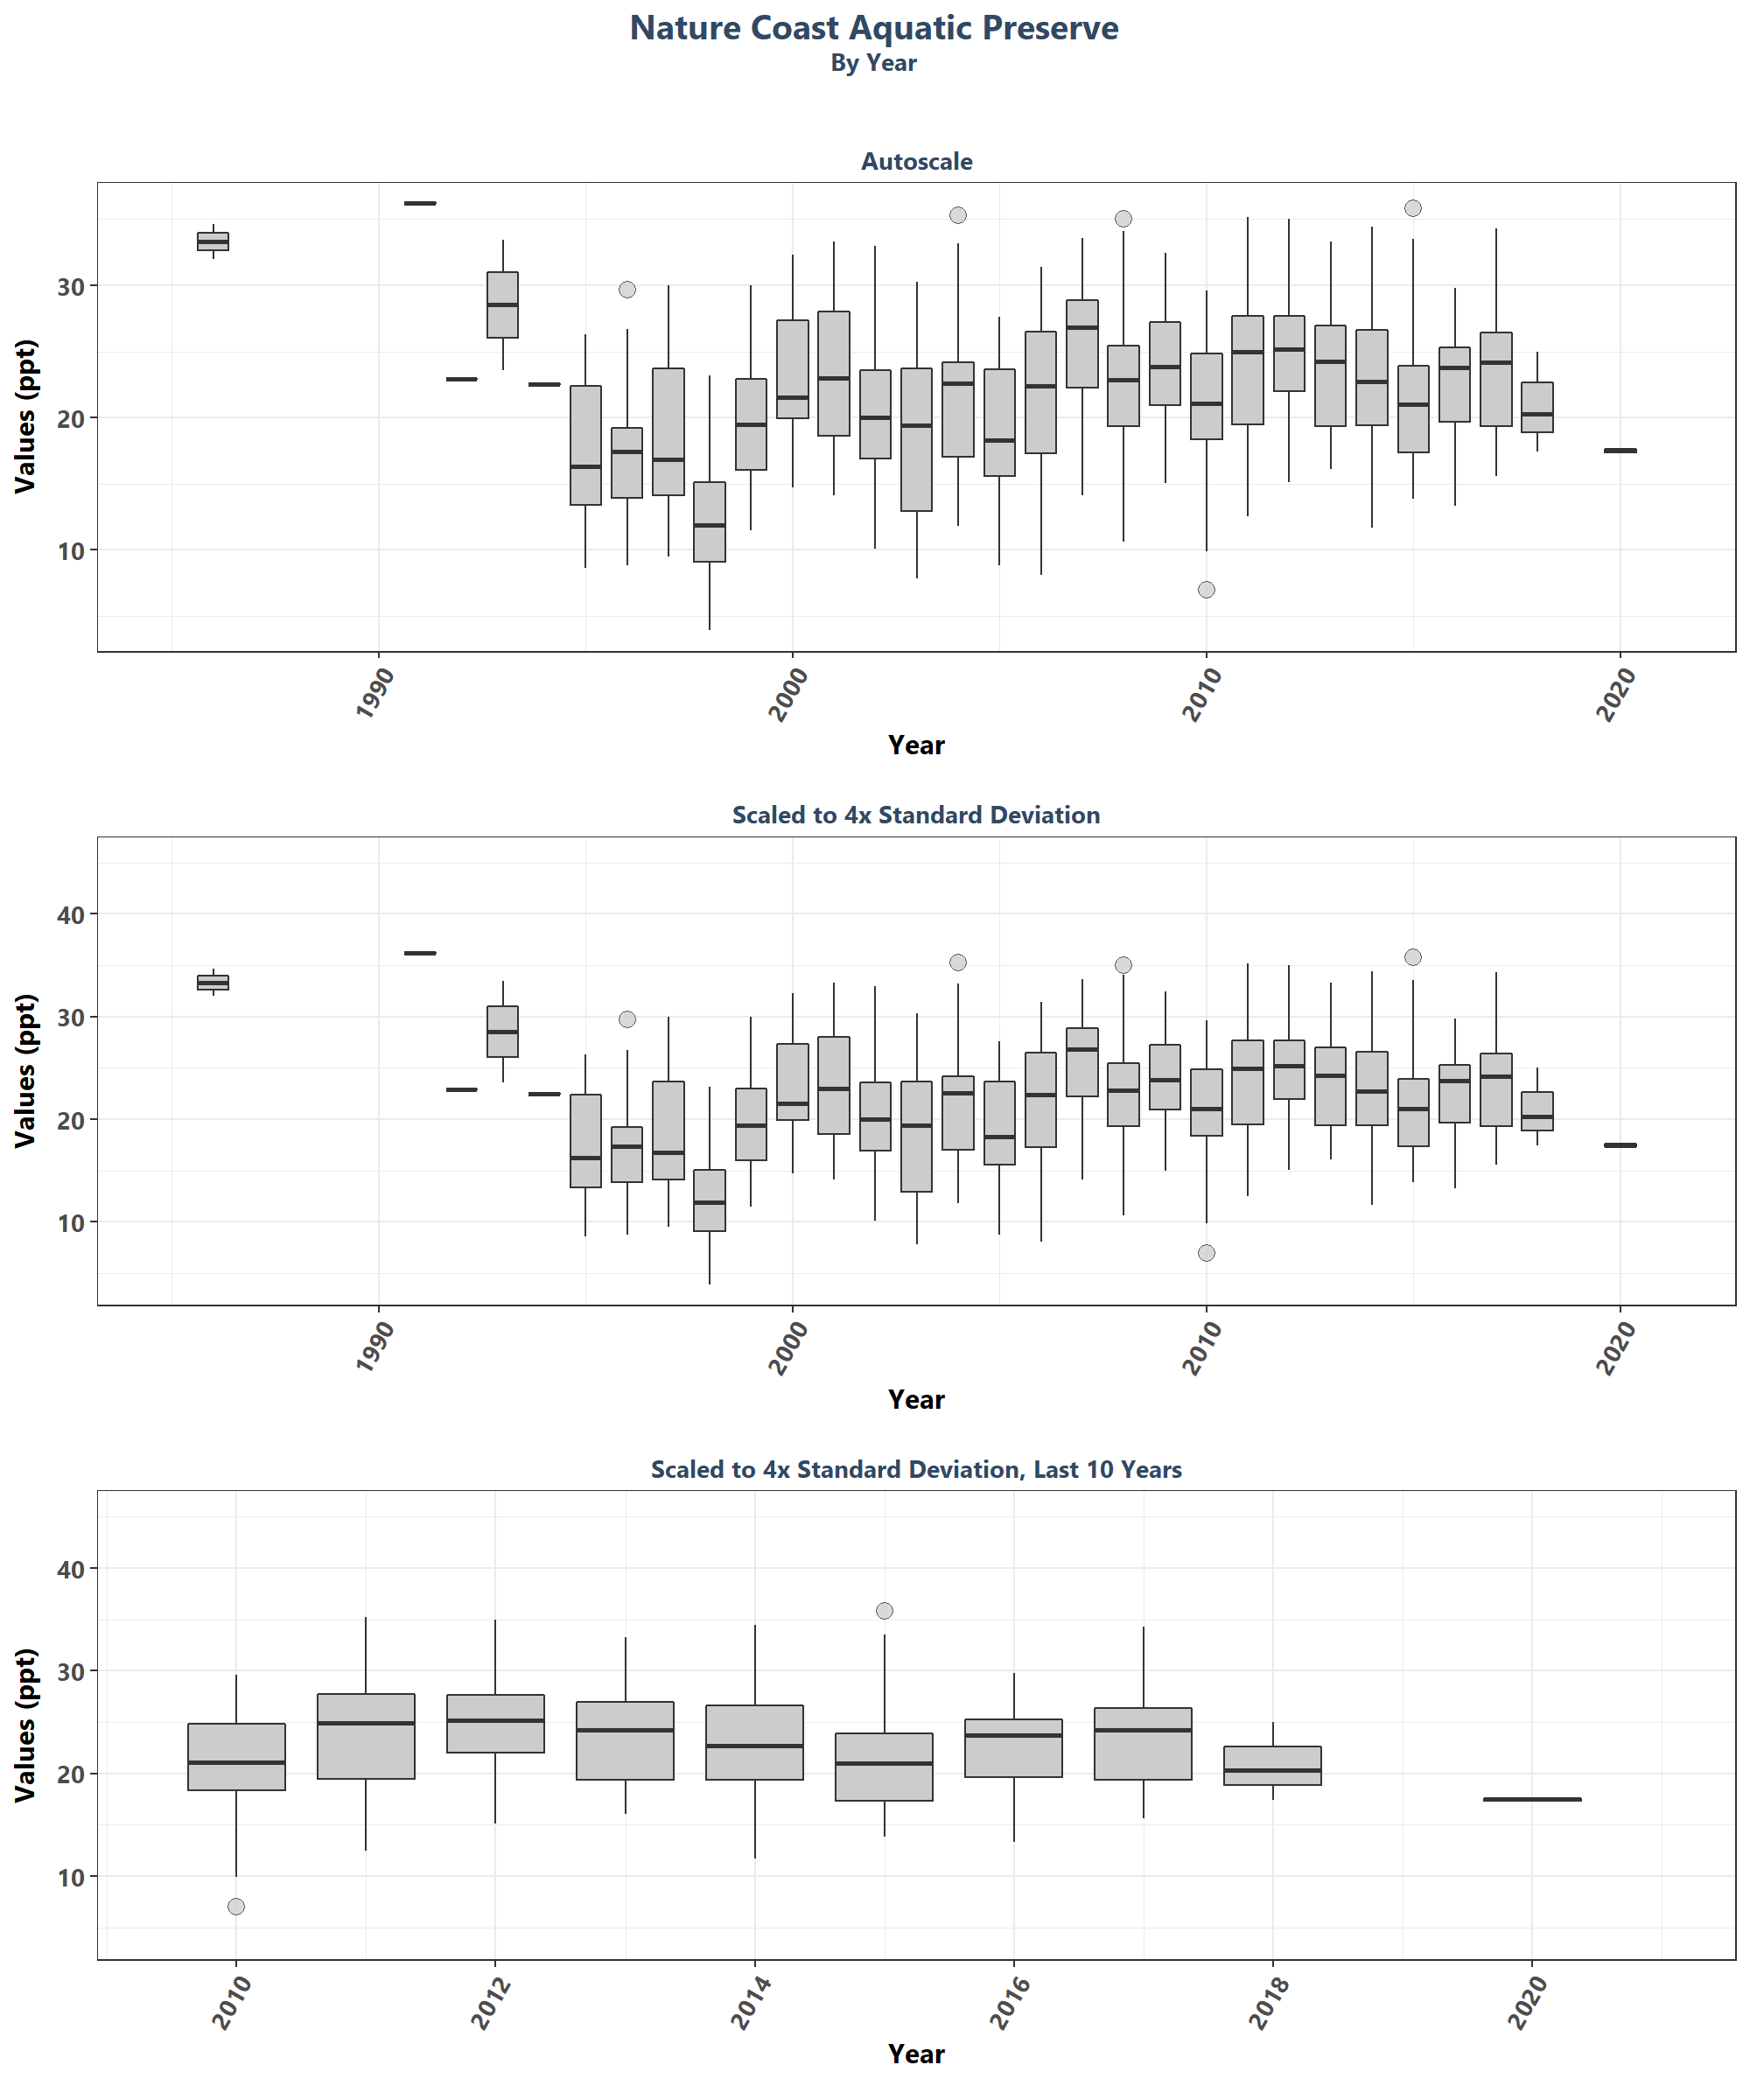 Nature Coast Aquatic Preserve
By Year
Autoscale
Values (ppt)
30
20
10
1990
2000
2010
2020
Year
Scaled to 4x Standard Deviation
Values (ppt)
40
30
20
10
1990
2000
2010
2020
Year
Scaled to 4x Standard Deviation, Last 10 Years
Values (ppt)
40
30
20
10
2010
2012
2014
2016
2018
2020
Year